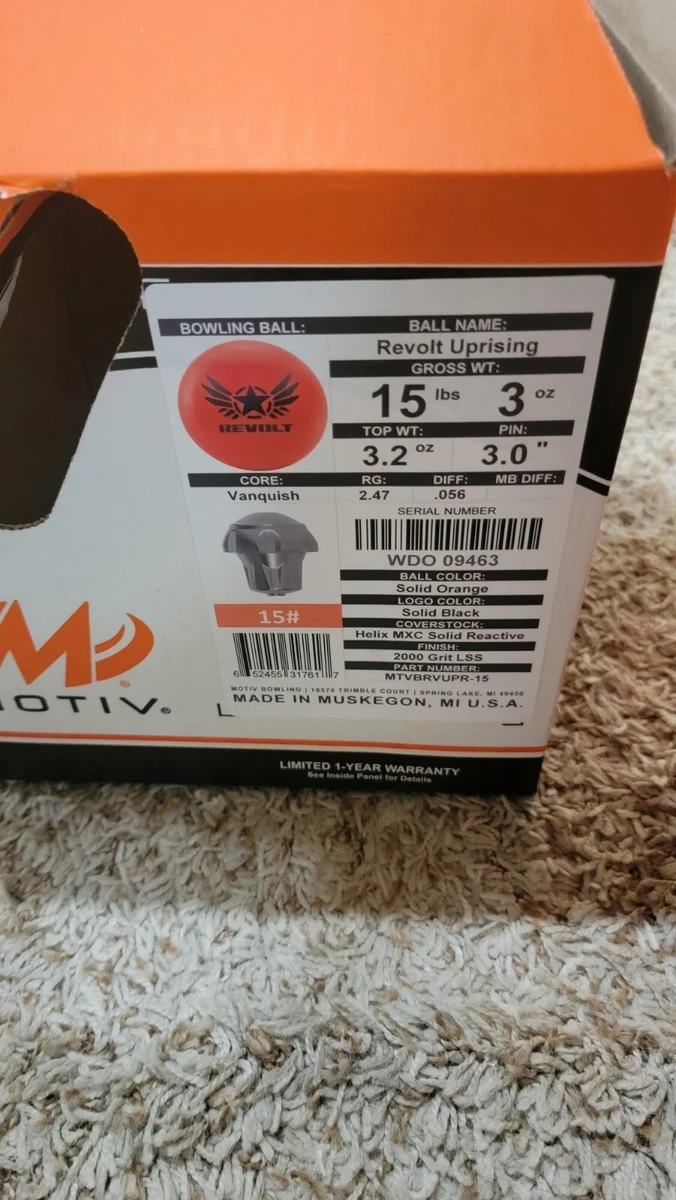 BOWLING BALL: BALL NAME:
Revolt Uprising
GROSS WT:
15 lbs 3 oz
TOP WT: PIN:
3.2 oz 3.0 "
REVOLT
CORE: RG: DIFF: MB DIFF:
Vanquish 2.47 .056
SERIAL NUMBER
WDO 09463
BALL COLOR:
Solid Orange
LOGO COLOR:
Solid Black
15#
COVERSTOCK:
Helix MXC Solid Reactive
FINISH:
2000 Grit LSS
PART NUMBER:
MTVBRVUPR-15
6 52455 31761 7
MOTIV BOWLING | 18570 TRIMBLE COURT | SPRING LAKE, MI 49456
MADE IN MUSKEGON, MI U.S.A.
M®
MOTIV®
LIMITED 1-YEAR WARRANTY
See Inside Panel for Details